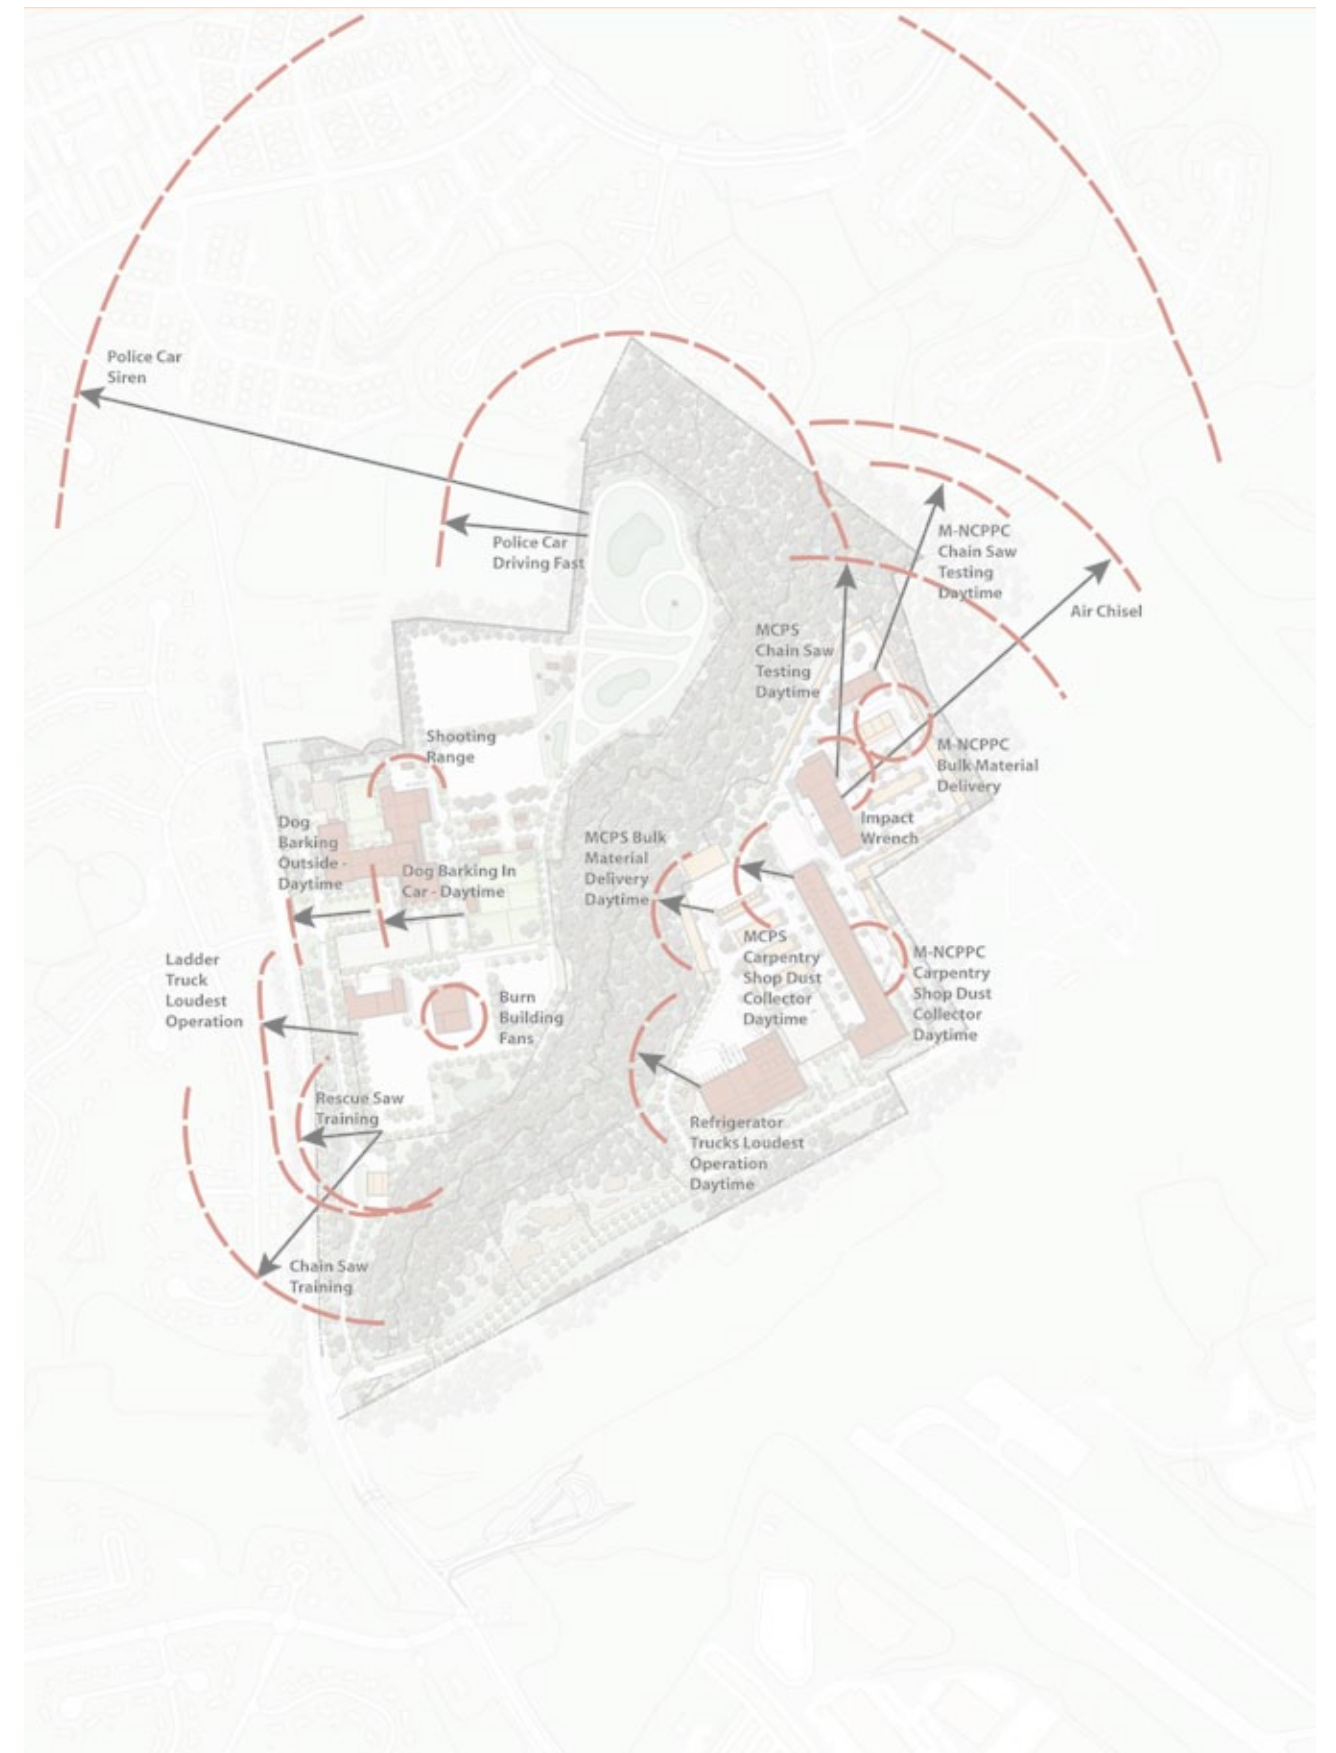 Police Car
Siren
Police Car
Driving Fast
M-NCPPC
Chain Saw
Testing
Daytime
Air Chisel
MCPS
Chain Saw
Testing
Daytime
Shooting
Range
M-NCPPC
Bulk Material
Delivery
Impact
Wrench
Dog
Barking
Outside -
Daytime
Dog Barking In
Car - Daytime
MCPS Bulk
Material
Delivery
Daytime
MCPS
Carpentry
Shop Dust
Collector
Daytime
M-NCPPC
Carpentry
Shop Dust
Collector
Daytime
Ladder
Truck
Loudest
Operation
Burn
Building
Fans
Rescue Saw
Training
Refrigerator
Trucks Loudest
Operation
Daytime
Chain Saw
Training